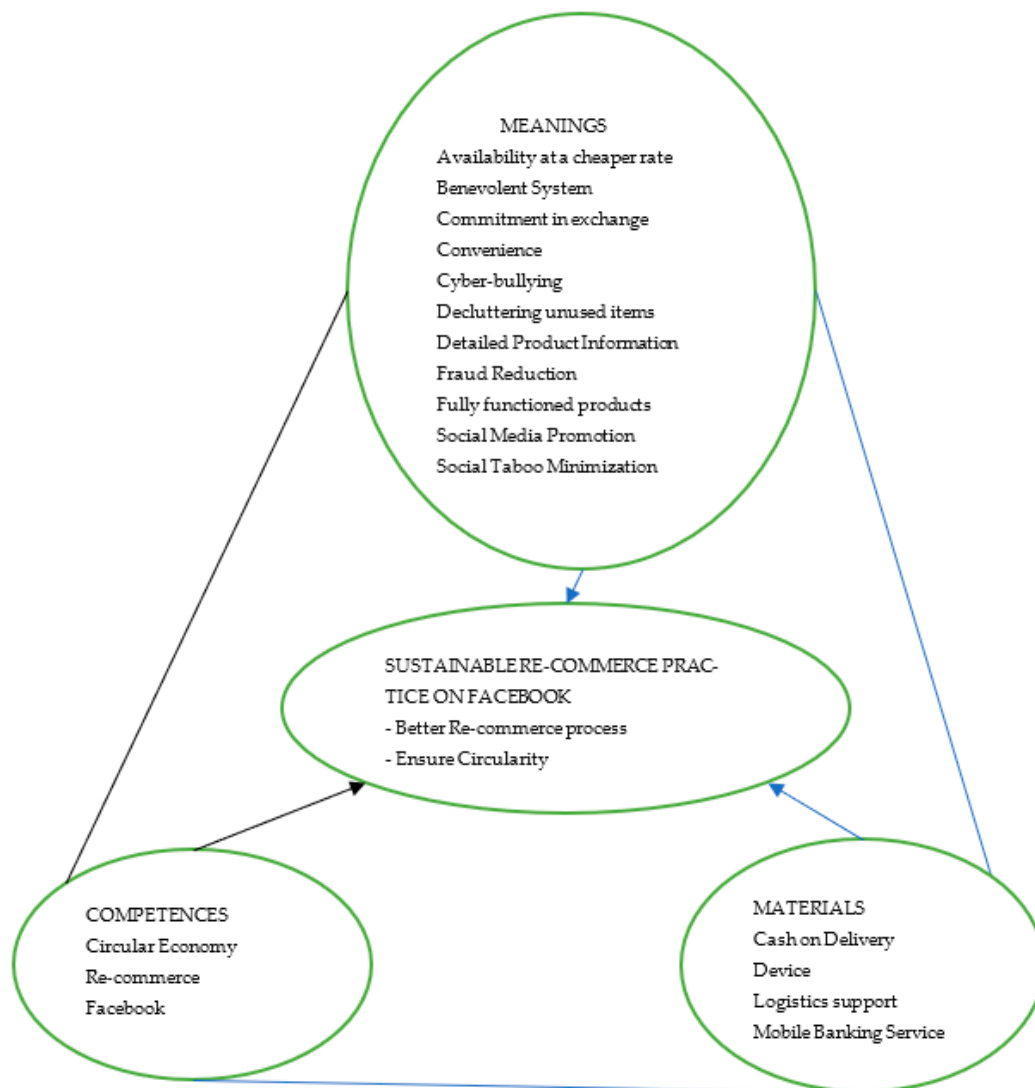 MEANINGS
Availability at a cheaper rate
Benevolent System
Commitment in exchange
Convenience
Cyber-bullying
Decluttering unused items
Detailed Product Information
Fraud Reduction
Fully functioned products
Social Media Promotion
Social Taboo Minimization
SUSTAINABLE RE-COMMERCE PRAC-
TICE ON FACEBOOK
- Better Re-commerce process
- Ensure Circularity
COMPETENCES
Circular Economy
Re-commerce
Facebook
MATERIALS
Cash on Delivery
Device
Logistics support
Mobile Banking Service